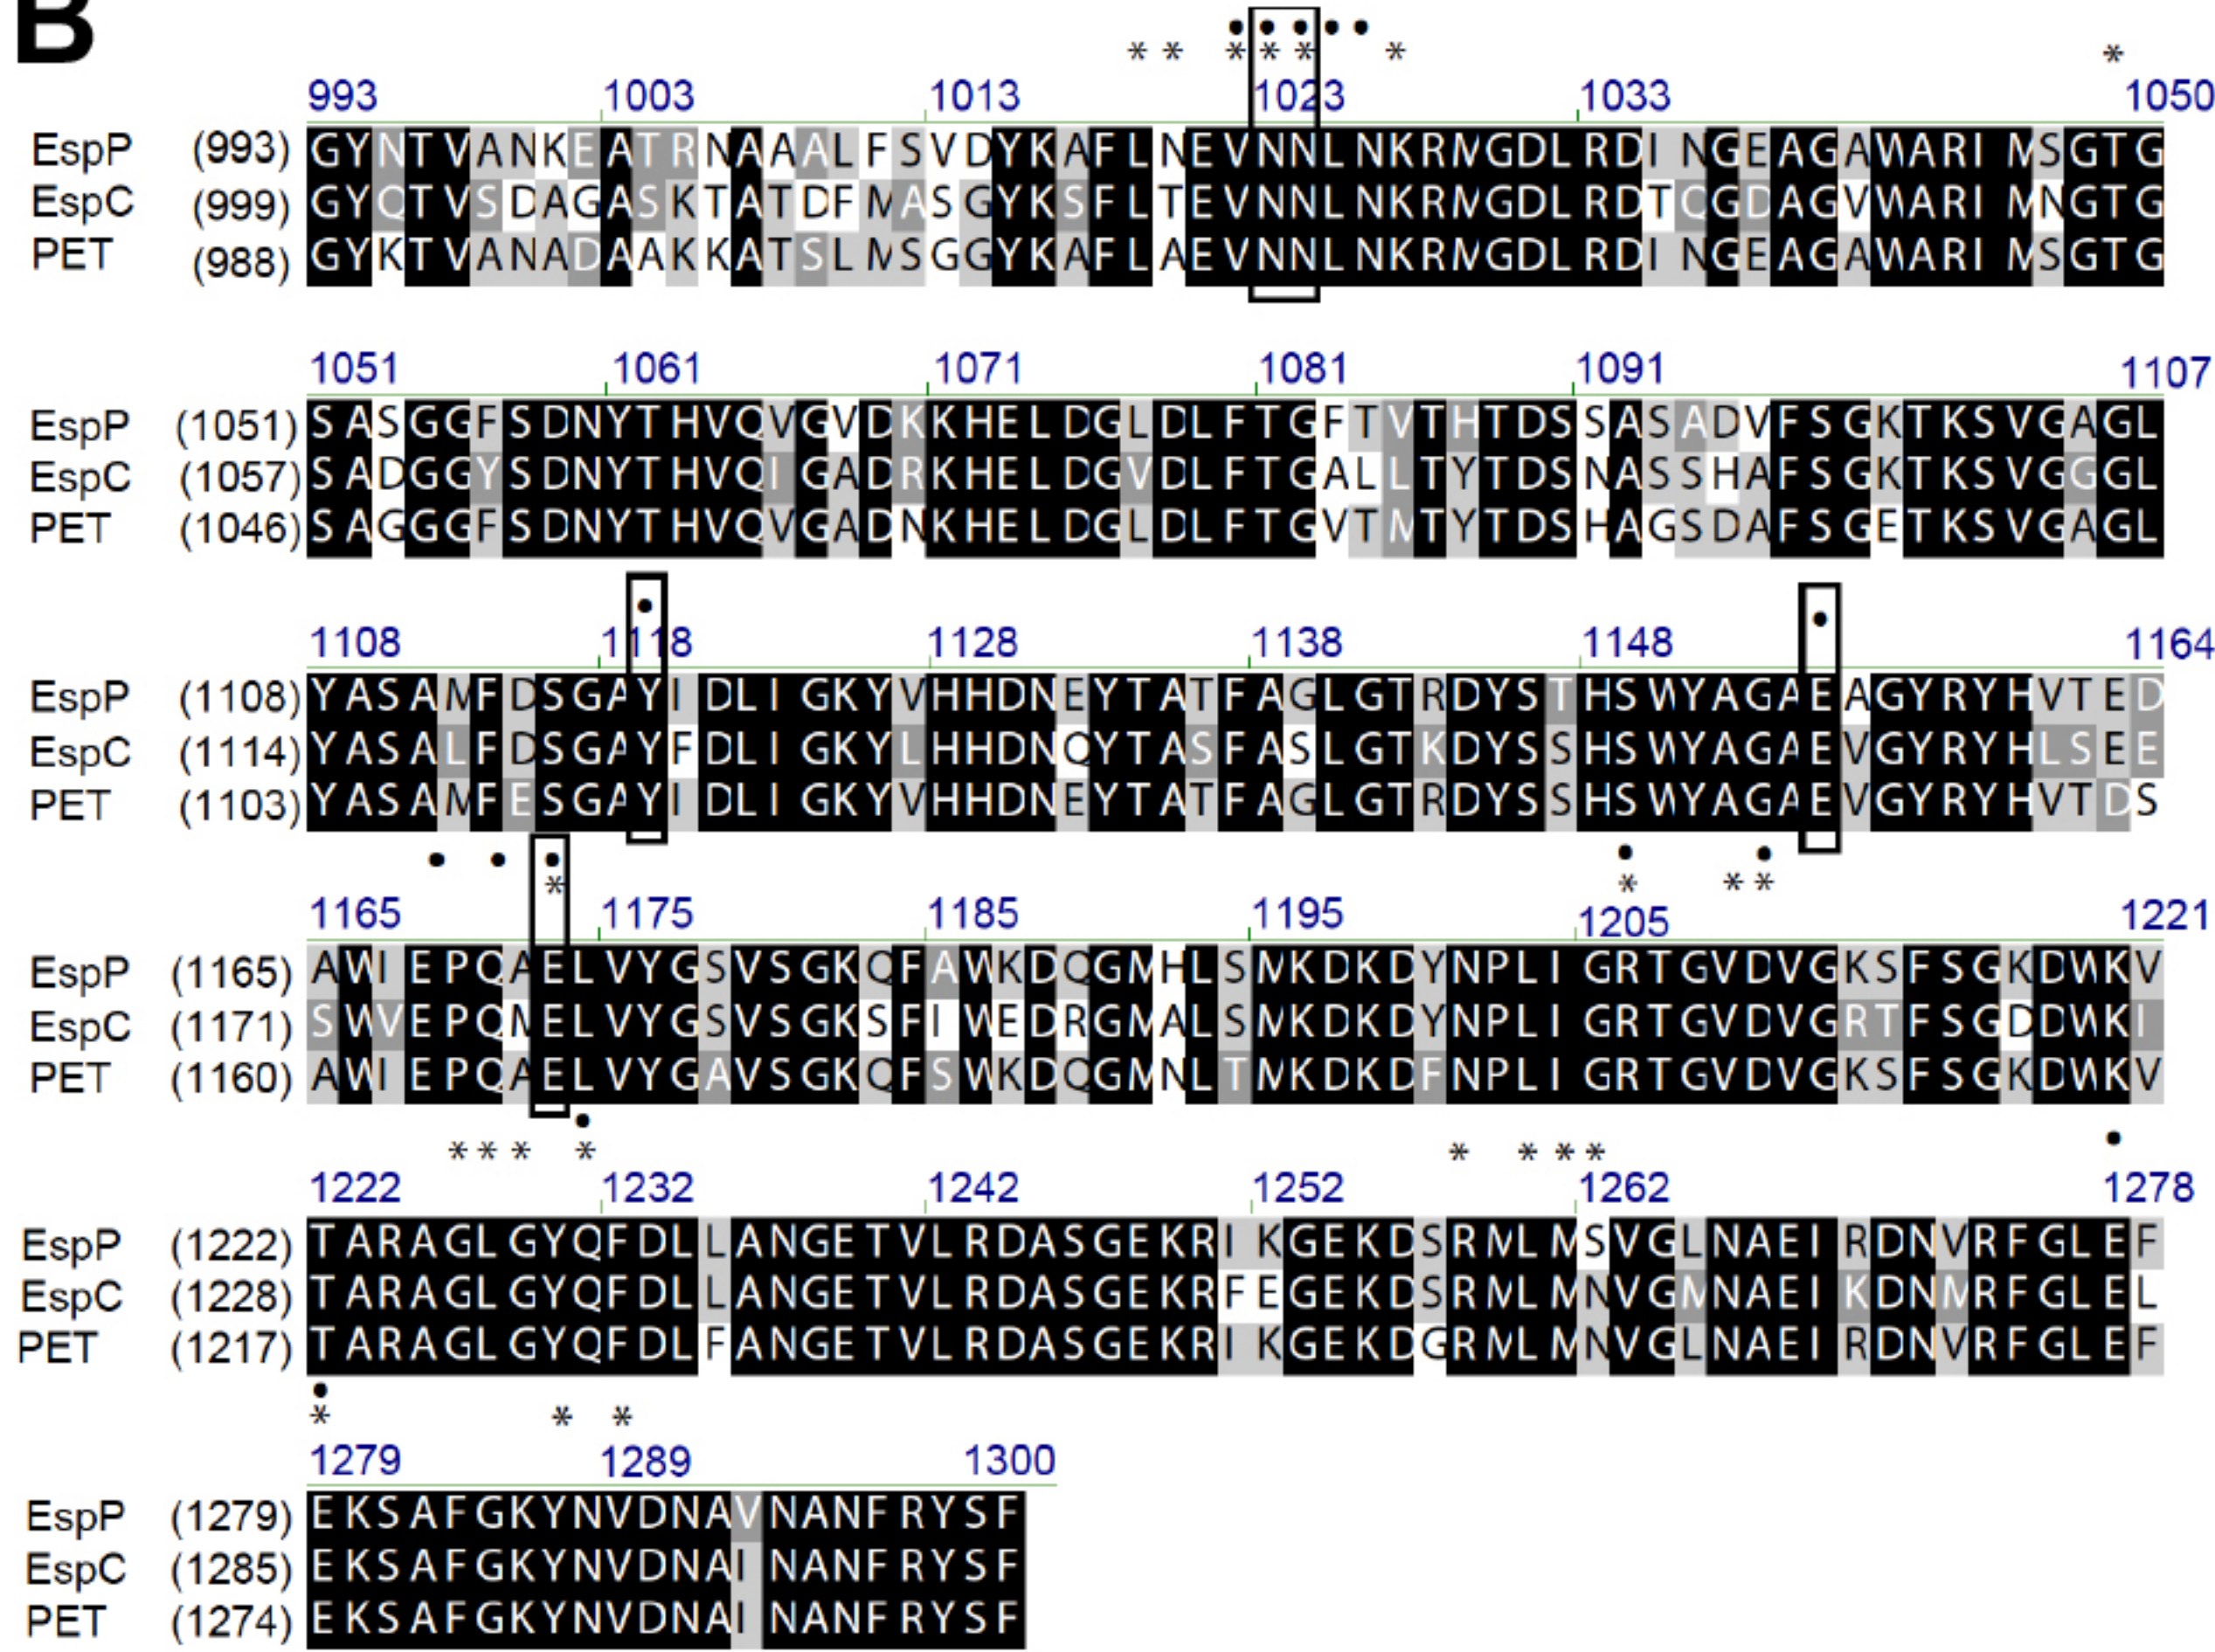 B
• • • • •
* * * * * * *
993 1003 1013 1023 1033 1050
EspP (993) GYNTVANKEATRNAAALFSVDYKAFLNEVNNLNKRMGDLRDINGEAGAWARIMSGTG
EspC (999) GYQTVSDAGASKTATDFMASGYKSFLTEVNNLNKRMGDLRDTQGDAGVWARIMNGTG
PET (988) GYKTVANADAAKKATSLMSGGYKAFLAEVNNLNKRMGDLRDINGEAGAWARIMSGTG
1051 1061 1071 1081 1091 1107
EspP (1051) SASGGFSDNYTHVQVGVDKKHELDGLDLFTGFTVTHTDSSASADVFSGKTKSVGAGL
EspC (1057) SADGGYSDNYTHVQIGADRKHELDGVDLFTGALLTYTDSNASSHAFSGKTKSVGGGL
PET (1046) SAGGGFSDNYTHVQVGADNKHELDGLDLFTGVTMTYTDSHAGSDAFSGETKSVGAGL
• •
1108 1118 1128 1138 1148 1164
EspP (1108) YASAMFDSGAYIDLIGKYVHHDNEYTATFAGLGTRDYSTHSWYAGAEAGYRYHVTED
EspC (1114) YASALFDSGAYFDLIGKYLHHDNQYTASFASLGTKDYSSHSWYAGAEVGYRYHLSEE
PET (1103) YASAMFESGAYIDLIGKYVHHDNEYTATFAGLGTRDYSSHSWYAGAEVGYRYHVTDS
• • • • •
* * * *
1165 1175 1185 1195 1205 1221
EspP (1165) AWIEPQAELVYGSVSGKQFAWKDQGMHLSMKDKDYNPLIGRTGVDVGKSFSGKDWKV
EspC (1171) SWVEPQMELVYGSVSGKSFIWEDRGMALSMKDKDYNPLIGRTGVDVGRTFSGDDWKI
PET (1160) AWIEPQAELVYGAVSGKQFSWKDQGMNLTMKDKDFNPLIGRTGVDVGKSFSGKDWKV
• •
* * * * * * * *
1222 1232 1242 1252 1262 1278
EspP (1222) TARAGLGYQFDLLANGETVLRDASGEKRIKGEKDSRMLMSVGLNAEIRDNVRFGLEF
EspC (1228) TARAGLGYQFDLLANGETVLRDASGEKRFEGEKDSRMLMNVGMNAEIKDNMRFGLEL
PET (1217) TARAGLGYQFDLFANGETVLRDASGEKRIKGEKDGRMLMNVGLNAEIRDNVRFGLEF
•
* * *
1279 1289 1300
EspP (1279) EKSAFGKYNVDNAVNANFRYSF
EspC (1285) EKSAFGKYNVDNAINANFRYSF
PET (1274) EKSAFGKYNVDNAINANFRYSF